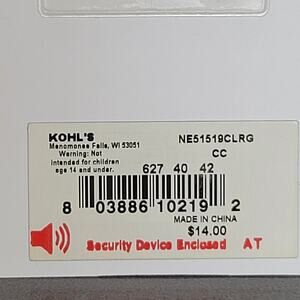 KOHL'S
Menomonee Falls, WI 53051
Warning: Not
intended for children
age 14 and under.
NE51519CLRG
CC
627 40 42
8 03886 10219 2
MADE IN CHINA
$14.00
Security Device Enclosed AT